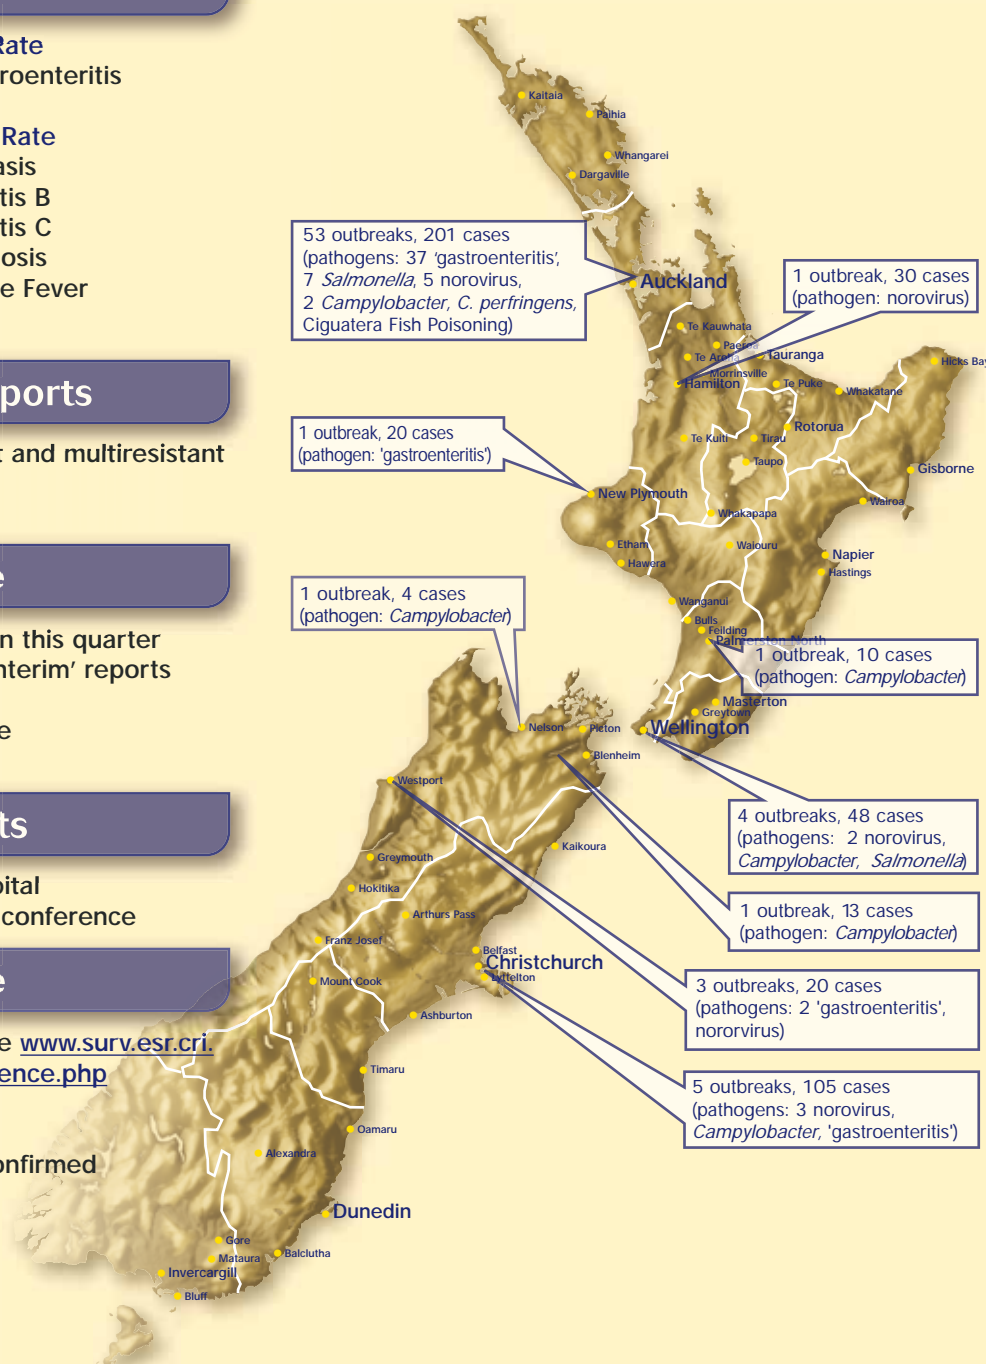 Rate
roenteritis
Rate
asis
tis B
tis C
osis
e Fever
ports
t and multiresistant
e
n this quarter
nterim' reports
e
ts
pital
conference
e
e www.surv.esr.cri.
ence.php
onfirmed
Kaitaia
Paihia
Whangarei
Dargaville
53 outbreaks, 201 cases
(pathogens: 37 ‘gastroenteritis’,
7 Salmonella, 5 norovirus,
2 Campylobacter, C. perfringens,
Ciguatera Fish Poisoning)
Auckland
1 outbreak, 30 cases
(pathogen: norovirus)
Te Kauwhata
Paeroa
Te Aroha
Tauranga
Morrinsville
Hamilton
Te Puke
Whakatane
Hicks Bay
1 outbreak, 20 cases
(pathogen: 'gastroenteritis')
Rotorua
Te Kuiti
Tirau
Taupo
Gisborne
New Plymouth
Wairoa
Whakapapa
Eltham
Waiouru
Napier
Hawera
Hastings
1 outbreak, 4 cases
(pathogen: Campylobacter)
Wanganui
Bulls
Feilding
Palmerston North
1 outbreak, 10 cases
(pathogen: Campylobacter)
Masterton
Greytown
Wellington
Nelson
Picton
Blenheim
Westport
4 outbreaks, 48 cases
(pathogens: 2 norovirus,
Campylobacter, Salmonella)
Kaikoura
Greymouth
Hokitika
Arthurs Pass
1 outbreak, 13 cases
(pathogen: Campylobacter)
Franz Josef
Belfast
Christchurch
Lyttelton
Mount Cook
3 outbreaks, 20 cases
(pathogens: 2 'gastroenteritis',
nororvirus)
Ashburton
Timaru
5 outbreaks, 105 cases
(pathogens: 3 norovirus,
Campylobacter, 'gastroenteritis')
Oamaru
Alexandra
Dunedin
Gore
Balclutha
Mataura
Invercargill
Bluff